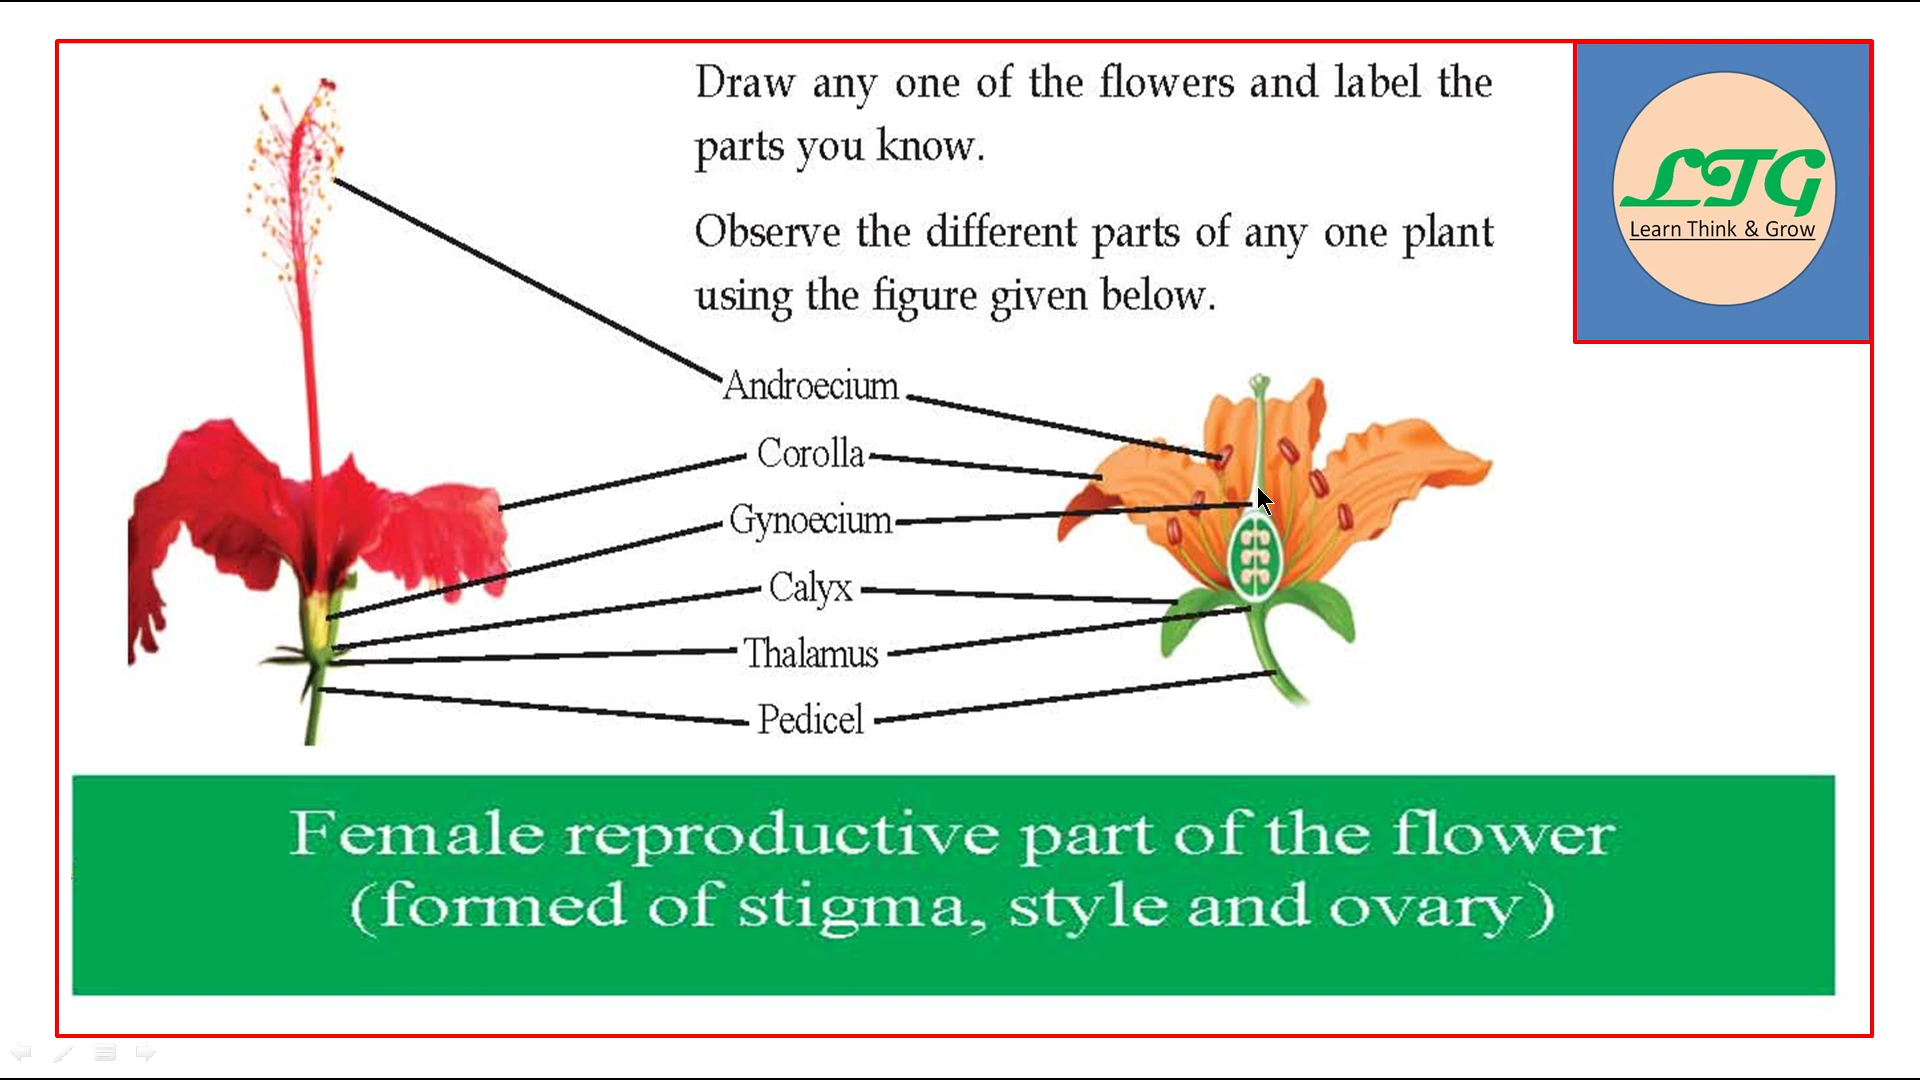 Draw any one of the flowers and label the
parts you know.
Observe the different parts of any one plant
using the figure given below.
LTG
Learn Think & Grow
Androecium
Corolla
Gynoecium
Calyx
Thalamus
Pedicel
Female reproductive part of the flower
(formed of stigma, style and ovary)